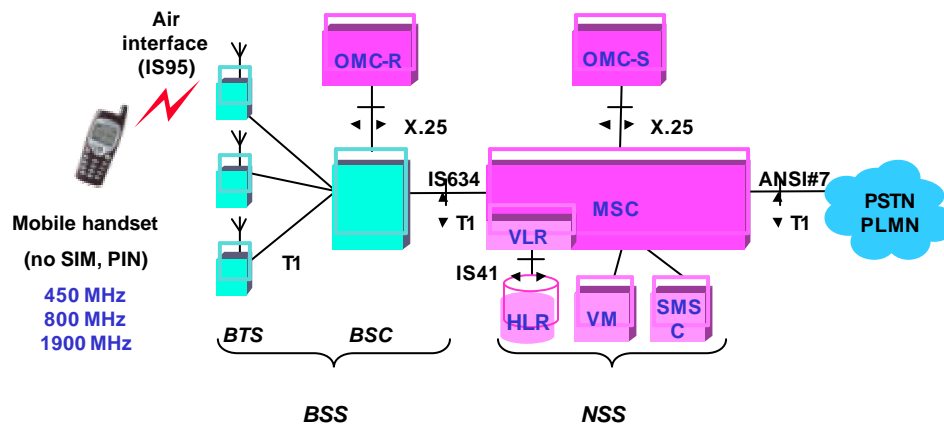 Air
interface
(IS95)
OMC-R
OMC-S
X.25
X.25
IS634
T1
MSC
ANSI#7
T1
PSTN
PLMN
VLR
IS41
HLR
VM
SMS
C
Mobile handset
(no SIM, PIN)
450 MHz
800 MHz
1900 MHz
T1
BTS
BSC
BSS
NSS